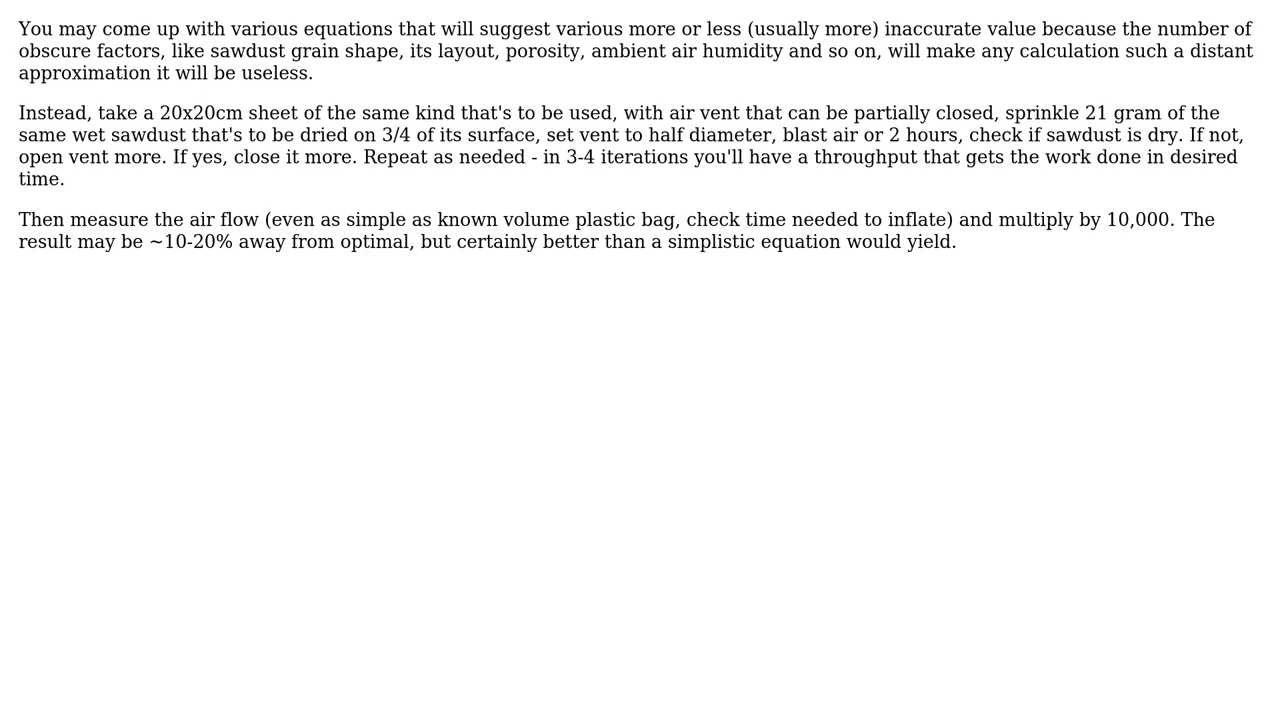 You may come up with various equations that will suggest various more or less (usually more) inaccurate value because the number of
obscure factors, like sawdust grain shape, its layout, porosity, ambient air humidity and so on, will make any calculation such a distant
approximation it will be useless.
Instead, take a 20x20cm sheet of the same kind that's to be used, with air vent that can be partially closed, sprinkle 21 gram of the
same wet sawdust that's to be dried on 3/4 of its surface, set vent to half diameter, blast air or 2 hours, check if sawdust is dry. If not,
open vent more. If yes, close it more. Repeat as needed - in 3-4 iterations you'll have a throughput that gets the work done in desired
time.
Then measure the air flow (even as simple as known volume plastic bag, check time needed to inflate) and multiply by 10,000. The
result may be ~10-20% away from optimal, but certainly better than a simplistic equation would yield.